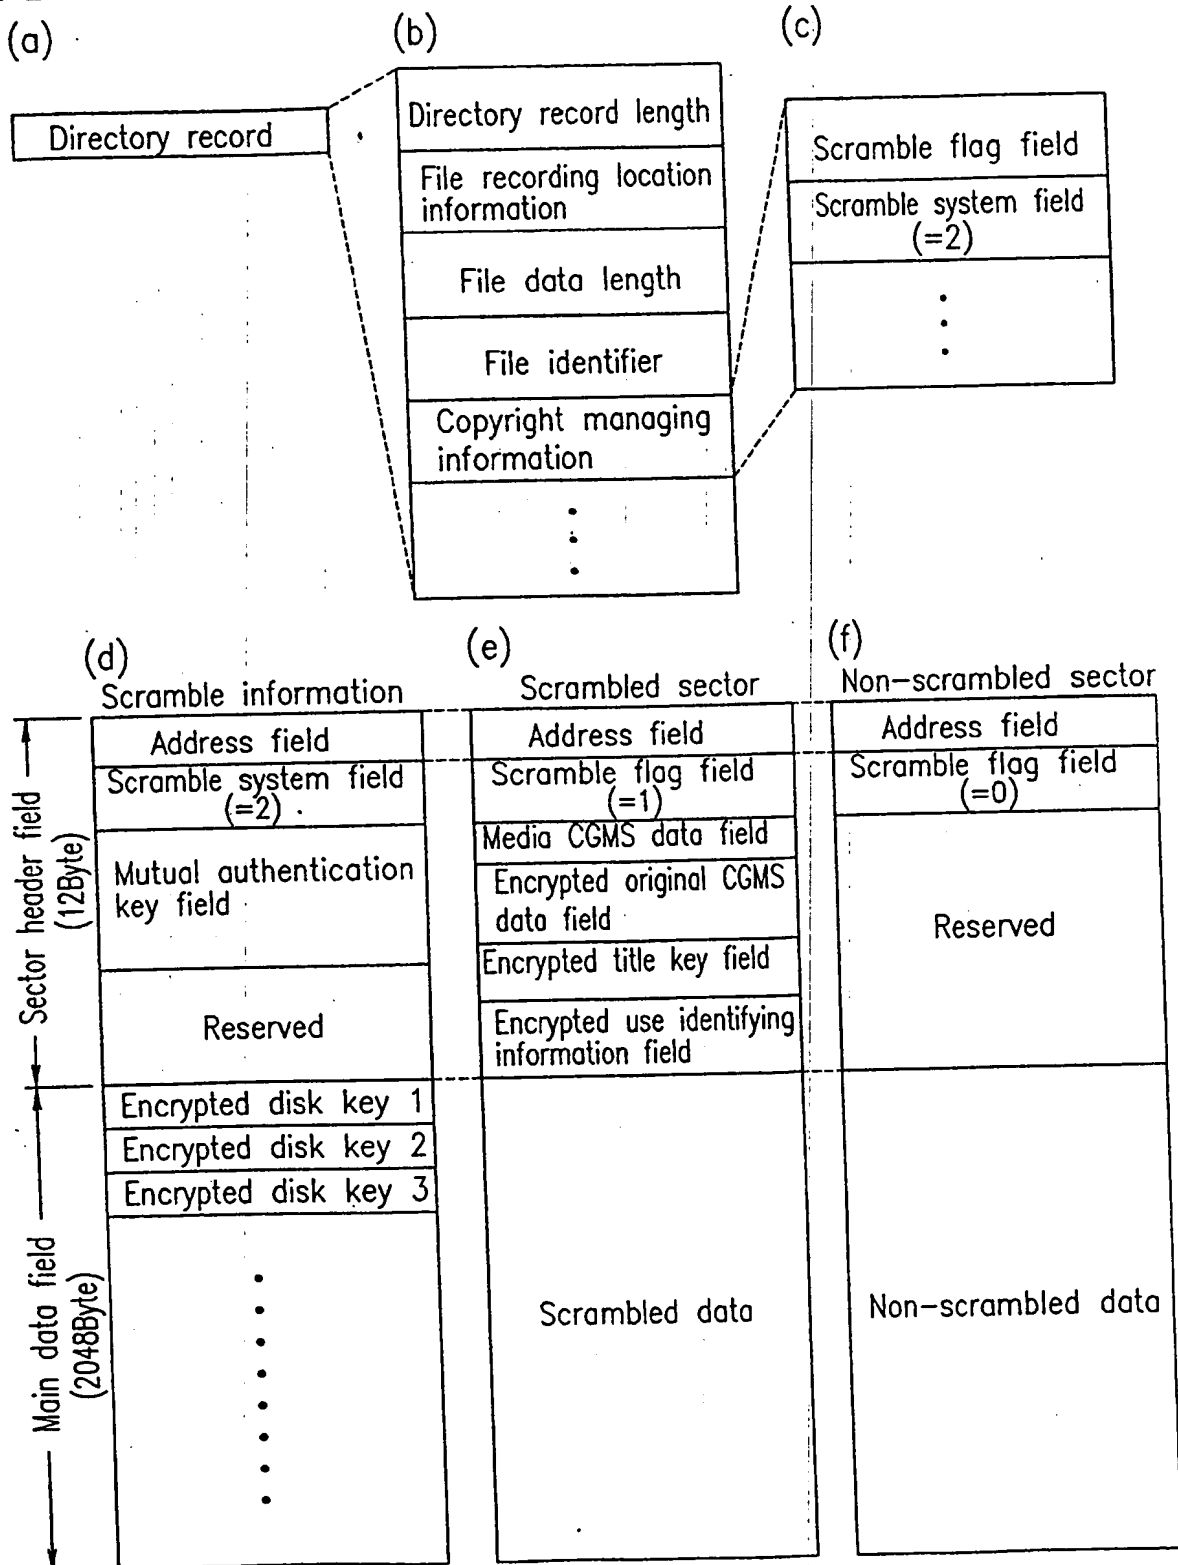 (a)
Directory record
(b)
Directory record length
File recording location
information
File data length
File identifier
Copyright managing
information
(c)
Scramble flag field
Scramble system field
(=2)
(d)
Scramble information
Address field
Scramble system field
(=2)
Mutual authentication
key field
Reserved
Encrypted disk key 1
Encrypted disk key 2
Encrypted disk key 3
(e)
Scrambled sector
Address field
Scramble flag field
(=1)
Media CGMS data field
Encrypted original CGMS
data field
Encrypted title key field
Encrypted use identifying
information field
Scrambled data
(f)
Non-scrambled sector
Address field
Scramble flag field
(=0)
Reserved
Non-scrambled data
Sector header field
(12Byte)
Main data field
(2048Byte)